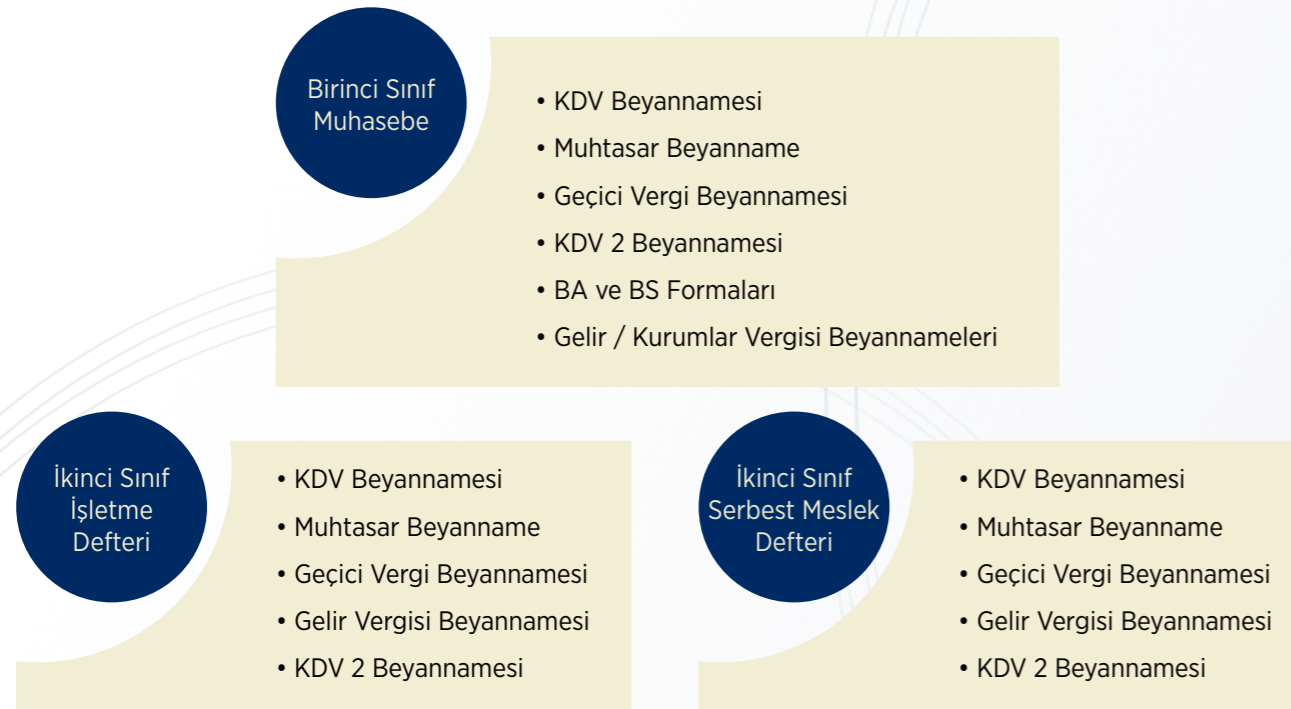 Birinci Sınıf
Muhasebe
• KDV Beyannamesi
• Muhtasar Beyanname
• Geçici Vergi Beyannamesi
• KDV 2 Beyannamesi
• BA ve BS Formaları
• Gelir / Kurumlar Vergisi Beyannameleri
İkinci Sınıf
İşletme
Defteri
• KDV Beyannamesi
• Muhtasar Beyanname
• Geçici Vergi Beyannamesi
• Gelir Vergisi Beyannamesi
• KDV 2 Beyannamesi
İkinci Sınıf
Serbest Meslek
Defteri
• KDV Beyannamesi
• Muhtasar Beyanname
• Geçici Vergi Beyannamesi
• Gelir Vergisi Beyannamesi
• KDV 2 Beyannamesi